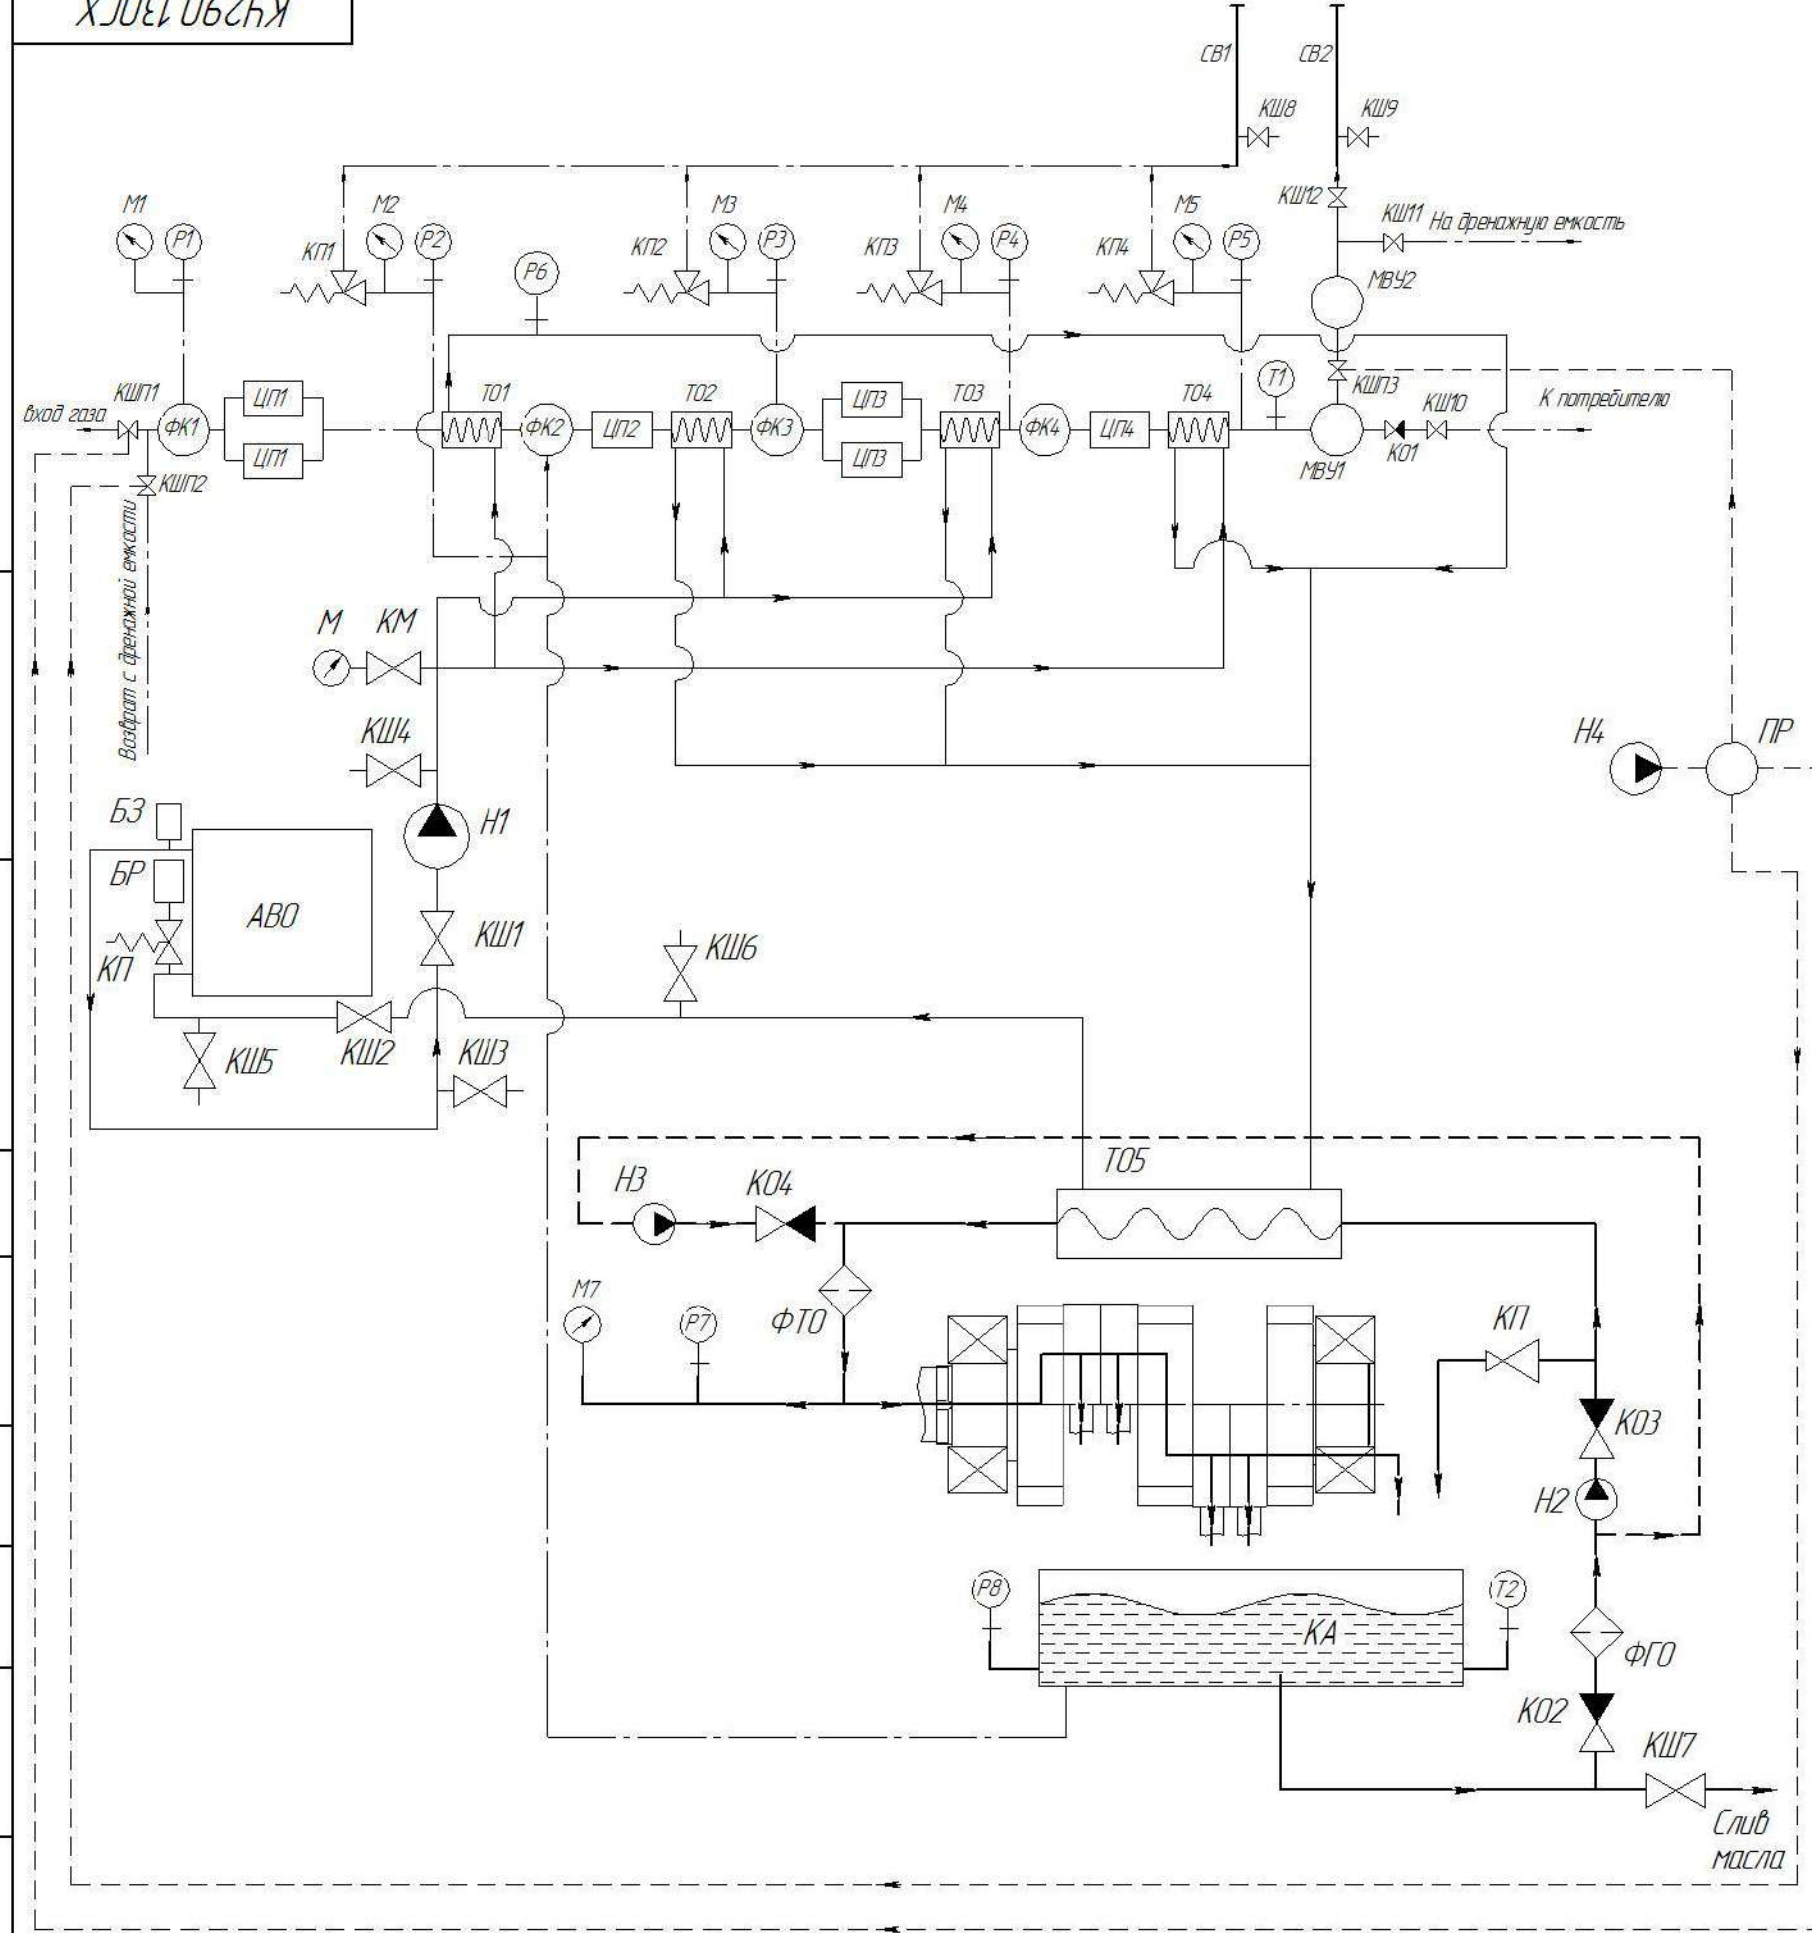 КУ290.130СХ
СВ1
СВ2
КШ8
КШ9
М1
Р1
КП1
М2
Р2
Р6
КП2
М3
Р3
КП3
М4
Р4
КП4
М5
Р5
КШ12
КШ11
На дренажную емкость
МВУ2
КШП1
Вход газа
ФК1
ЦП1
ЦП1
ТО1
ФК2
ЦП2
ТО2
ФК3
ЦП3
ЦП3
ТО3
ФК4
ЦП4
ТО4
Т1
КШП3
МВУ1
КО1
КШ10
К потребителю
КШП2
Возврат с дренажной емкости
М
КМ
КШ4
Н4
ПР
БЗ
БР
АВО
КП
Н1
КШ1
КШ6
КШ5
КШ2
КШ3
Н3
КО4
ТО5
М7
Р7
ФТО
КП
КО3
Н2
Р8
КА
Т2
ФГО
КО2
КШ7
Слив
масла